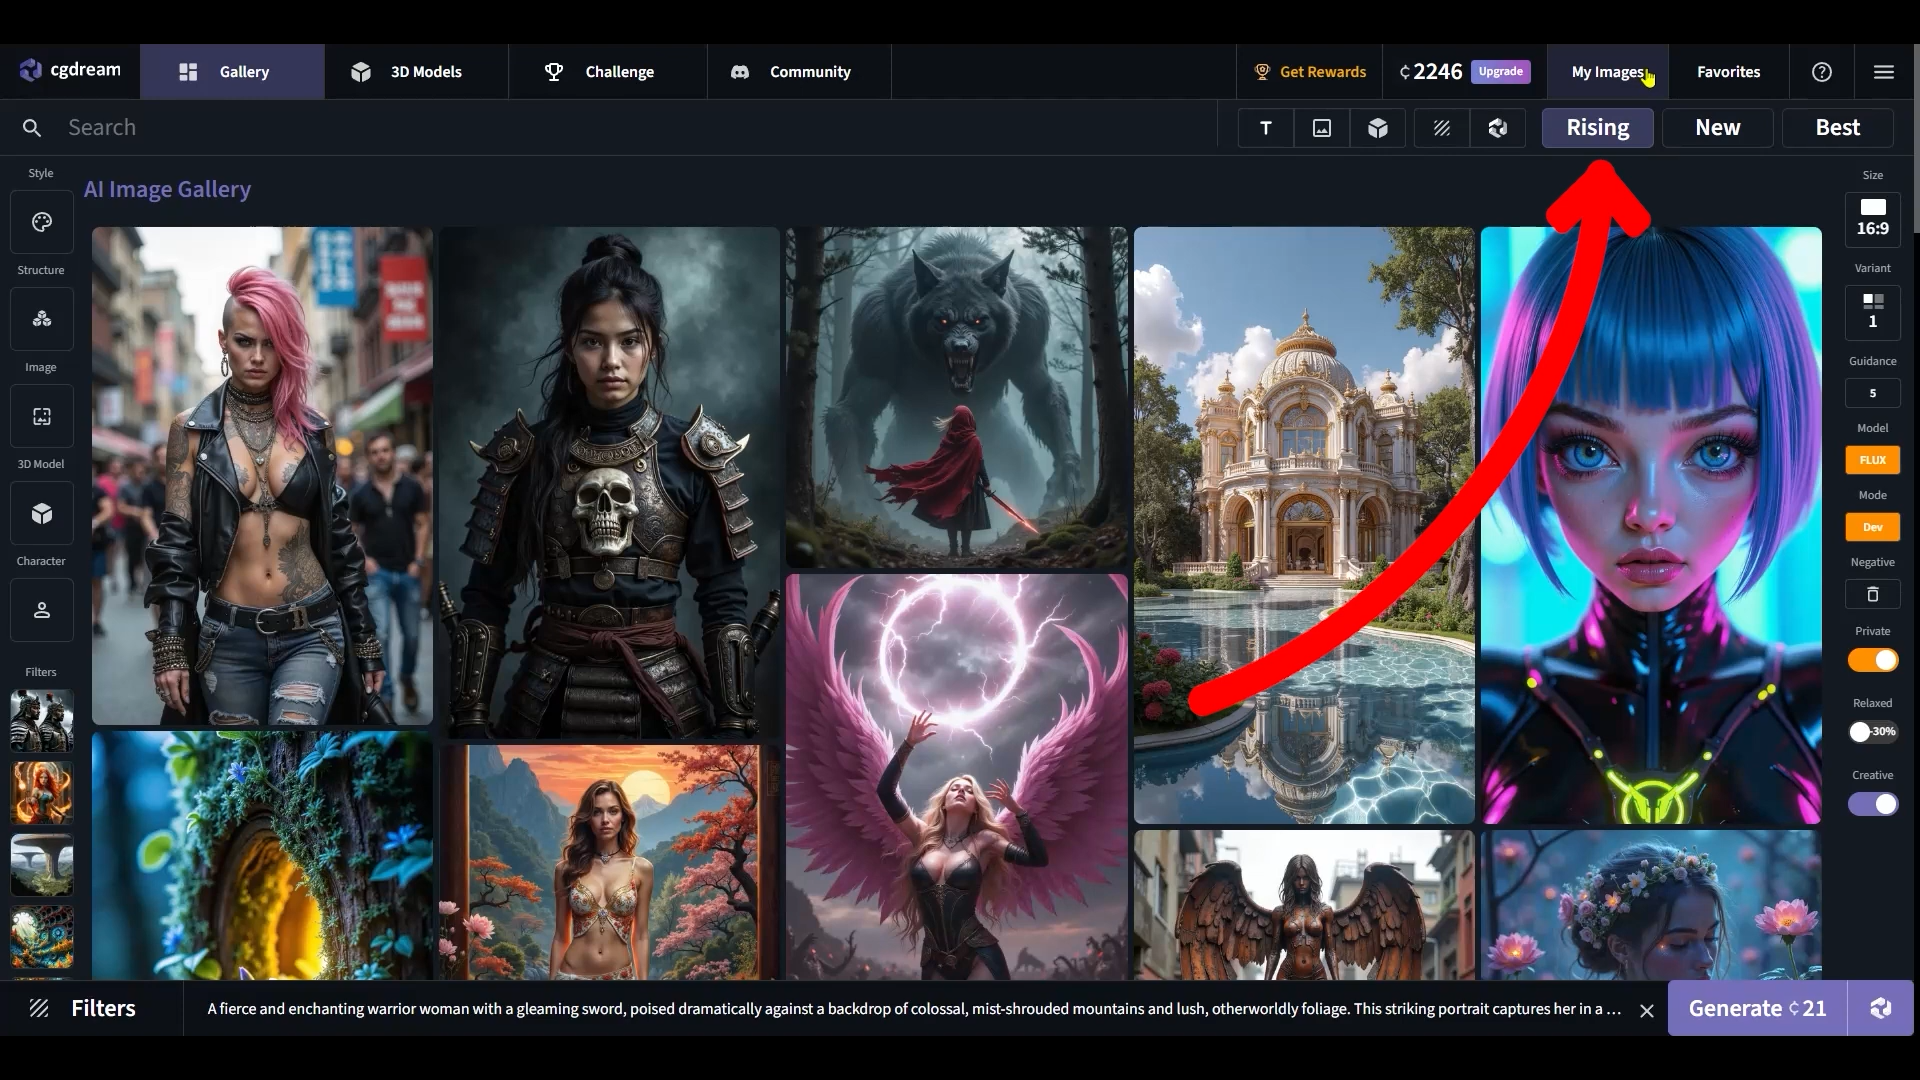 cgdream
Gallery
3D Models
Challenge
Community
Get Rewards
¢2246
Upgrade
My Images
Favorites
Search
T
Rising
New
Best
Style
AI Image Gallery
Size
16:9
Structure
Variant
1
Image
Guidance
5
Model
FLUX
3D Model
Mode
Dev
Character
Negative
Private
Filters
Relaxed
-30%
Creative
Filters
A fierce and enchanting warrior woman with a gleaming sword, poised dramatically against a backdrop of colossal, mist-shrouded mountains and lush, otherworldly foliage. This striking portrait captures her in a ...
Generate ¢21